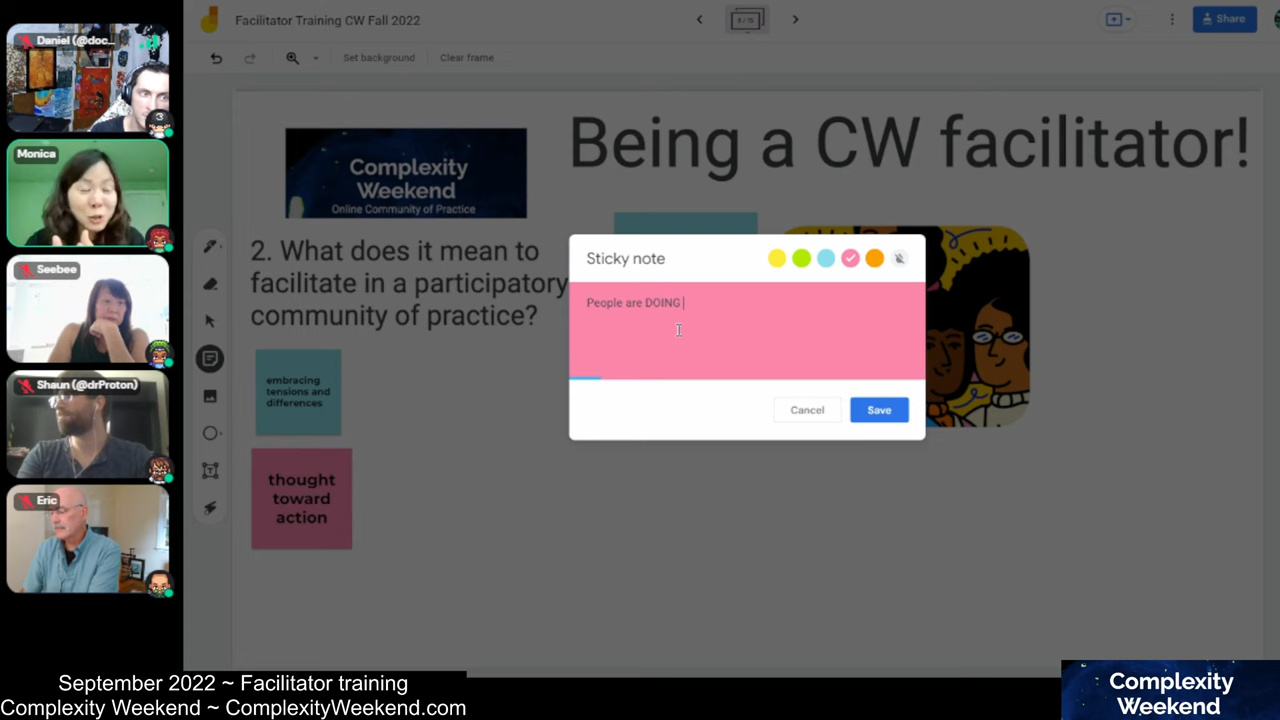 Daniel (@doc...
Monica
Seebee
Shaun (@drProton)
Eric
Facilitator Training CW Fall 2022
Share
Set background
Clear frame
Complexity
Weekend
Online Community of Practice
Being a CW facilitator!
2. What does it mean to
facilitate in a participatory
community of practice?
embracing
tensions and
differences
thought
toward
action
Sticky note
People are DOING
Cancel
Save
September 2022 ~ Facilitator training
Complexity Weekend ~ ComplexityWeekend.com
Complexity
Weekend